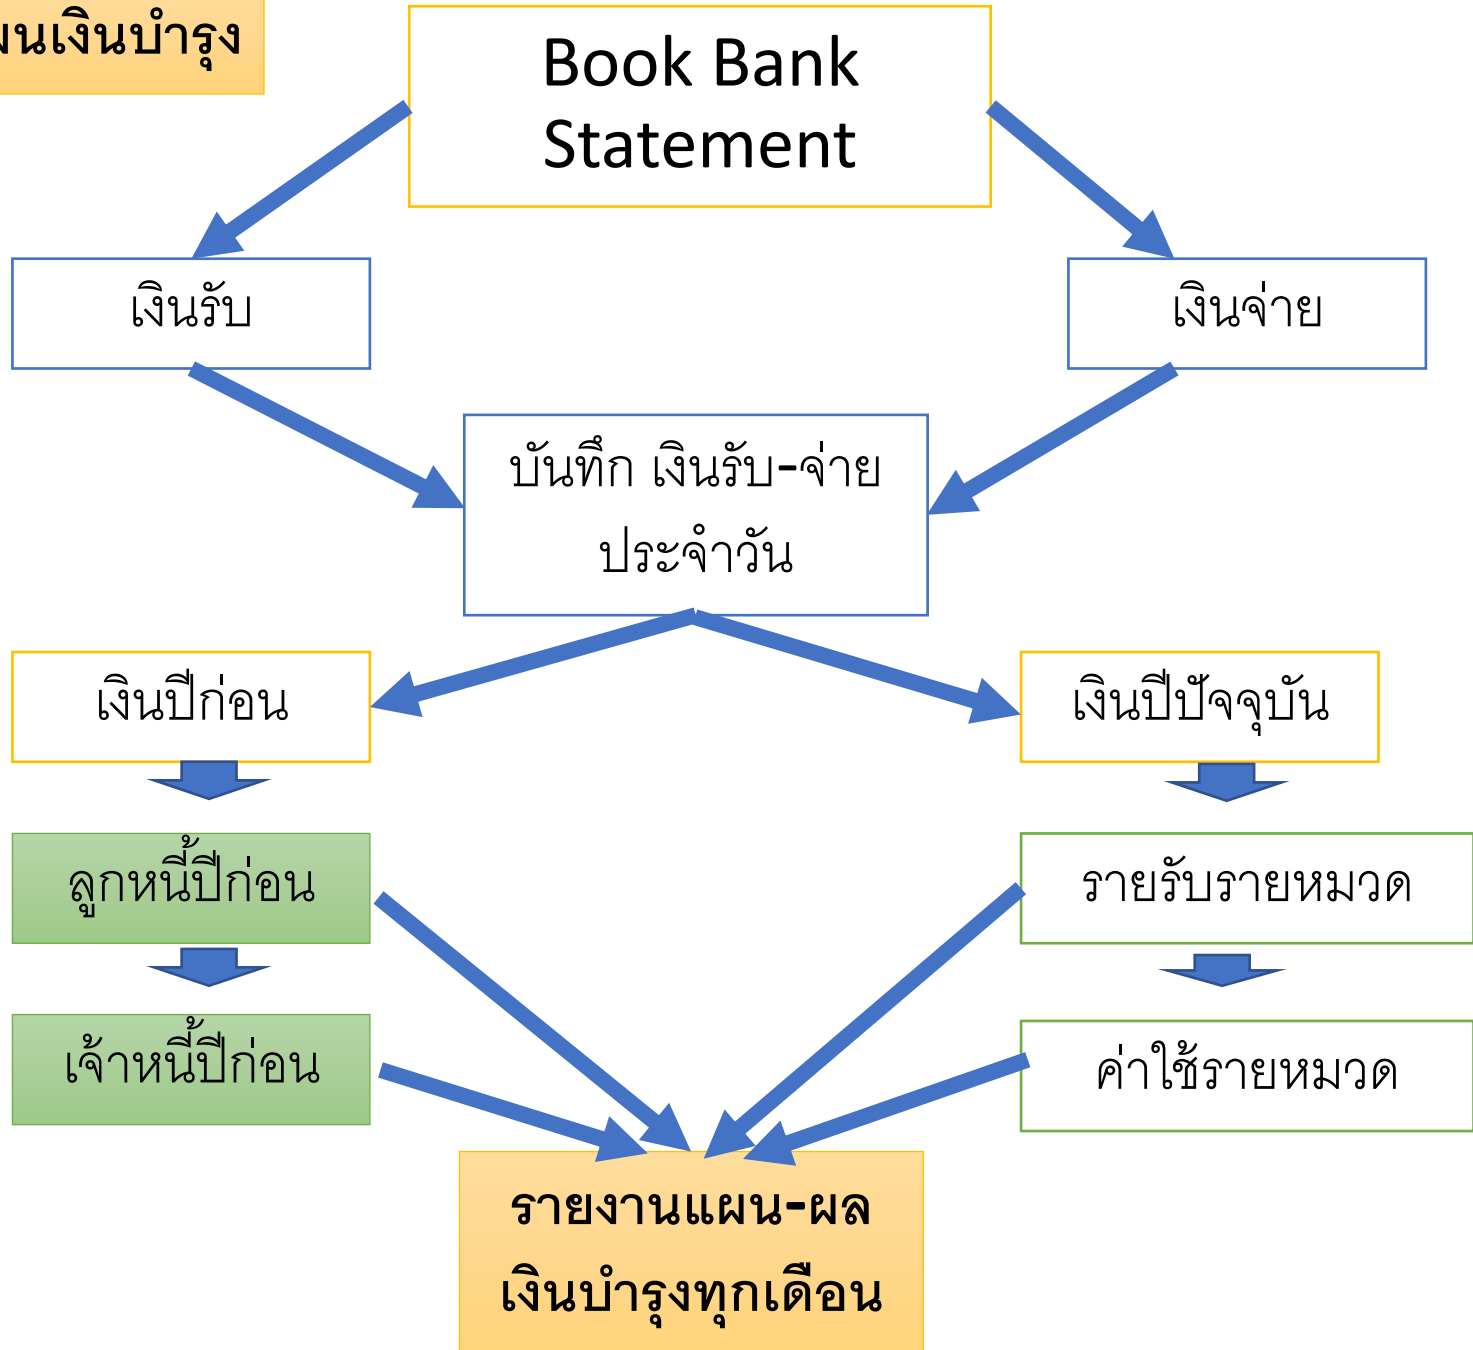 แผนเงินบำรุง
Book Bank
Statement
เงินรับ
เงินจ่าย
บันทึก เงินรับ-จ่าย
ประจำวัน
เงินปีก่อน
เงินปีปัจจุบัน
ลูกหนี้ปีก่อน
รายรับรายหมวด
เจ้าหนี้ปีก่อน
ค่าใช้รายหมวด
รายงานแผน-ผล
เงินบำรุงทุกเดือน